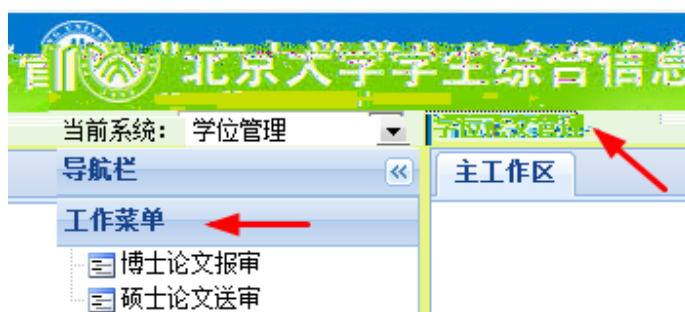 北京大学学生综合信息
当前系统： 学位管理
导航栏
主工作区
工作菜单
博士论文报审
硕士论文送审